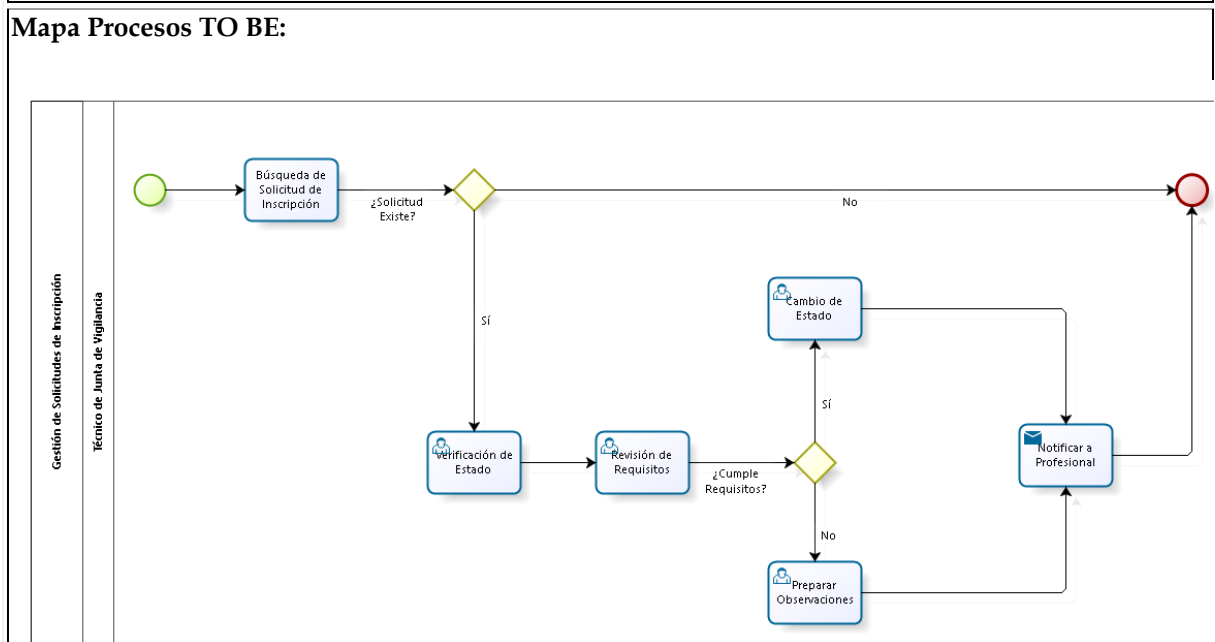 Mapa Procesos TO BE:
Gestión de Solicitudes de Inscripción
Técnico de Junta de Vigilancia
Búsqueda de
Solicitud de
Inscripción
¿Solicitud
Existe?
No
Sí
Verificación de
Estado
Revisión de
Requisitos
¿Cumple
Requisitos?
Sí
Cambio de
Estado
No
Preparar
Observaciones
Notificar a
Profesional